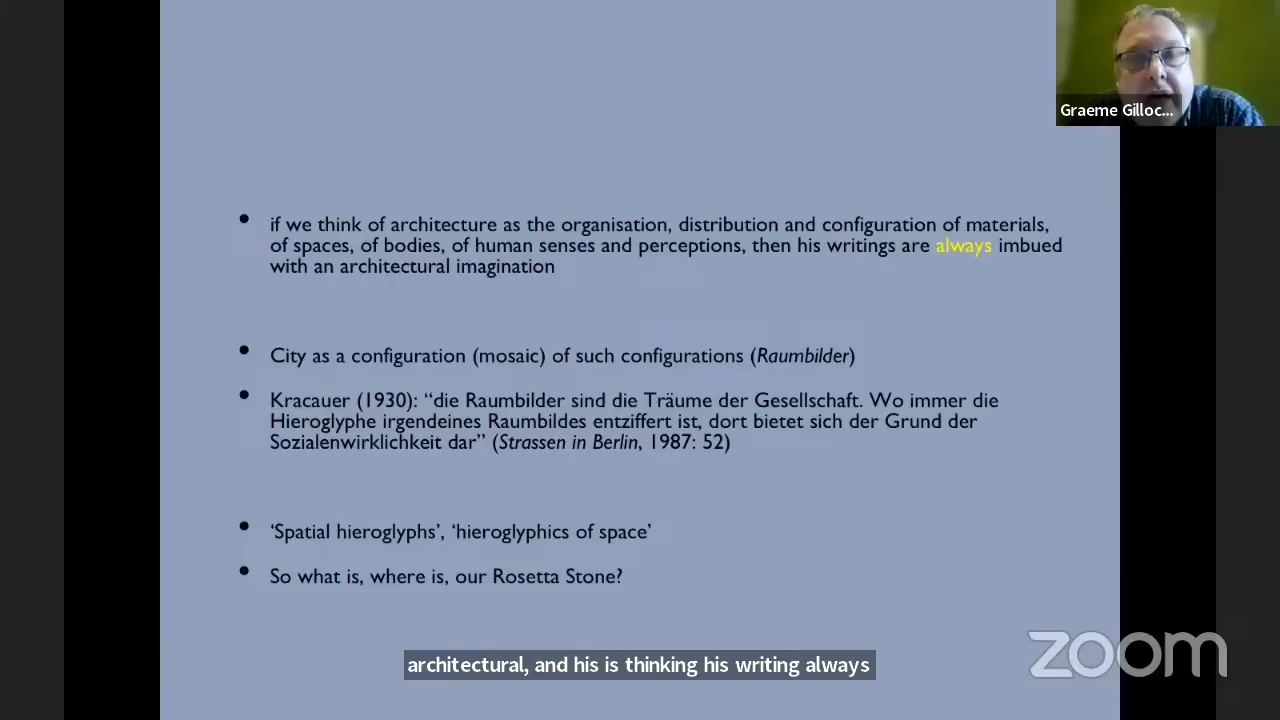 Graeme Gilloc...
• if we think of architecture as the organisation, distribution and configuration of materials,
of spaces, of bodies, of human senses and perceptions, then his writings are always imbued
with an architectural imagination
• City as a configuration (mosaic) of such configurations (Raumbilder)
• Kracauer (1930): “die Raumbilder sind die Träume der Gesellschaft. Wo immer die
Hieroglyphe irgendeines Raumbildes entziffert ist, dort bietet sich der Grund der
Sozialenwirklichkeit dar” (Strassen in Berlin, 1987: 52)
• ‘Spatial hieroglyphs’, ‘hieroglyphics of space’
• So what is, where is, our Rosetta Stone?
architectural, and his is thinking his writing always
zoom